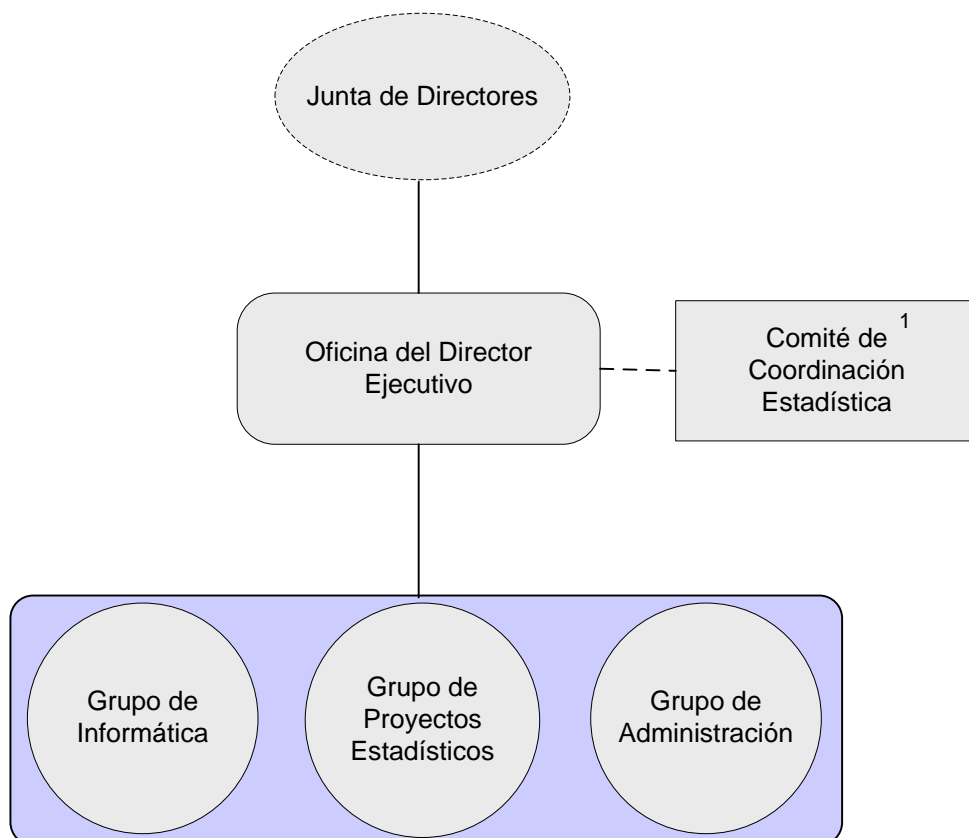 Junta de Directores
Oficina del Director
Ejecutivo
Comité de 1
Coordinación
Estadística
Grupo de
Informática
Grupo de
Proyectos
Estadísticos
Grupo de
Administración